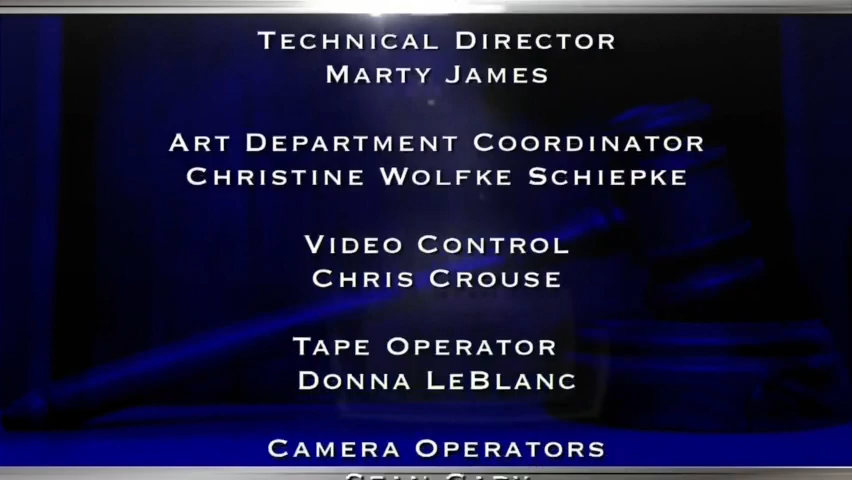 TECHNICAL DIRECTOR
MARTY JAMES
ART DEPARTMENT COORDINATOR
CHRISTINE WOLFKE SCHIEPKE
VIDEO CONTROL
CHRIS CROUSE
TAPE OPERATOR
DONNA LEBLANC
CAMERA OPERATORS